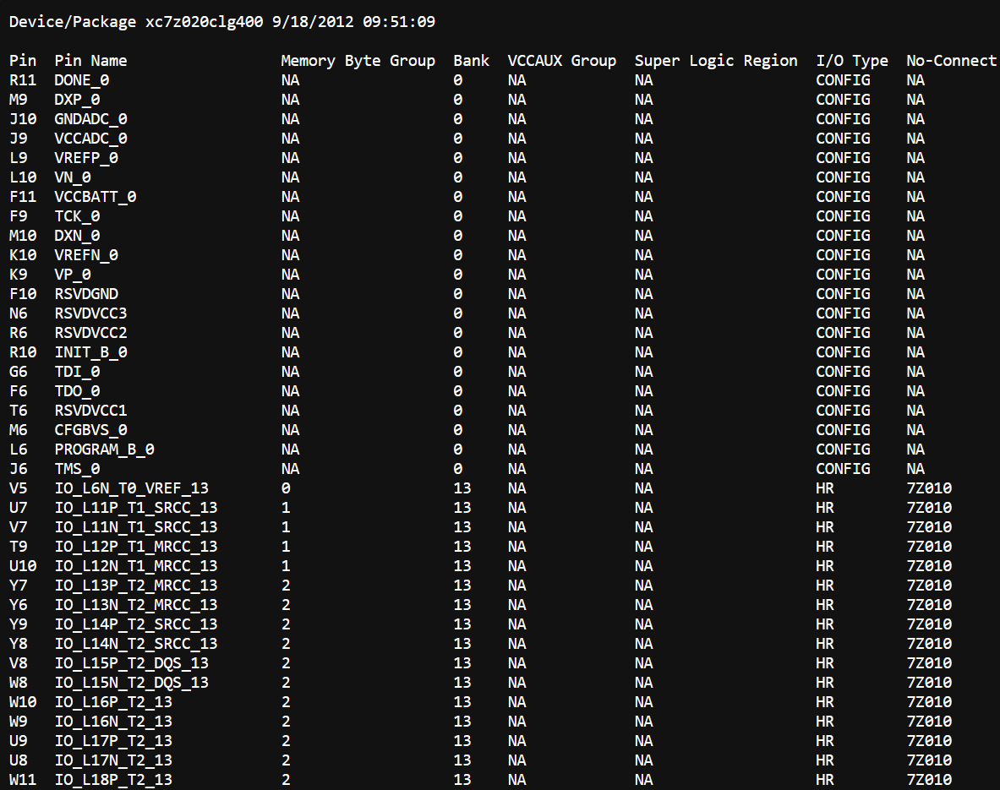 Device/Package xc7z020clg400 9/18/2012 09:51:09
Pin  Pin Name                 Memory Byte Group  Bank  VCCAUX Group  Super Logic Region  I/O Type  No-Connect
R11  DONE_0                   NA                 0     NA            NA                  CONFIG    NA
M9   DXP_0                    NA                 0     NA            NA                  CONFIG    NA
J10  GNDADC_0                 NA                 0     NA            NA                  CONFIG    NA
J9   VCCADC_0                 NA                 0     NA            NA                  CONFIG    NA
L9   VREFP_0                  NA                 0     NA            NA                  CONFIG    NA
L10  VN_0                     NA                 0     NA            NA                  CONFIG    NA
F11  VCCBATT_0                NA                 0     NA            NA                  CONFIG    NA
F9   TCK_0                    NA                 0     NA            NA                  CONFIG    NA
M10  DXN_0                    NA                 0     NA            NA                  CONFIG    NA
K10  VREFN_0                  NA                 0     NA            NA                  CONFIG    NA
K9   VP_0                     NA                 0     NA            NA                  CONFIG    NA
F10  RSVDGND                  NA                 0     NA            NA                  CONFIG    NA
N6   RSVDVCC3                 NA                 0     NA            NA                  CONFIG    NA
R6   RSVDVCC2                 NA                 0     NA            NA                  CONFIG    NA
R10  INIT_B_0                 NA                 0     NA            NA                  CONFIG    NA
G6   TDI_0                    NA                 0     NA            NA                  CONFIG    NA
F6   TDO_0                    NA                 0     NA            NA                  CONFIG    NA
T6   RSVDVCC1                 NA                 0     NA            NA                  CONFIG    NA
M6   CFGBVS_0                 NA                 0     NA            NA                  CONFIG    NA
L6   PROGRAM_B_0              NA                 0     NA            NA                  CONFIG    NA
J6   TMS_0                    NA                 0     NA            NA                  CONFIG    NA
V5   IO_L6N_T0_VREF_13        0                  13    NA            NA                  HR        7Z010
U7   IO_L11P_T1_SRCC_13       1                  13    NA            NA                  HR        7Z010
V7   IO_L11N_T1_SRCC_13       1                  13    NA            NA                  HR        7Z010
T9   IO_L12P_T1_MRCC_13       1                  13    NA            NA                  HR        7Z010
U10  IO_L12N_T1_MRCC_13       1                  13    NA            NA                  HR        7Z010
Y7   IO_L13P_T2_MRCC_13       2                  13    NA            NA                  HR        7Z010
Y6   IO_L13N_T2_MRCC_13       2                  13    NA            NA                  HR        7Z010
Y9   IO_L14P_T2_SRCC_13       2                  13    NA            NA                  HR        7Z010
Y8   IO_L14N_T2_SRCC_13       2                  13    NA            NA                  HR        7Z010
V8   IO_L15P_T2_DQS_13        2                  13    NA            NA                  HR        7Z010
W8   IO_L15N_T2_DQS_13        2                  13    NA            NA                  HR        7Z010
W10  IO_L16P_T2_13            2                  13    NA            NA                  HR        7Z010
W9   IO_L16N_T2_13            2                  13    NA            NA                  HR        7Z010
U9   IO_L17P_T2_13            2                  13    NA            NA                  HR        7Z010
U8   IO_L17N_T2_13            2                  13    NA            NA                  HR        7Z010
W11  IO_L18P_T2_13            2                  13    NA            NA                  HR        7Z010